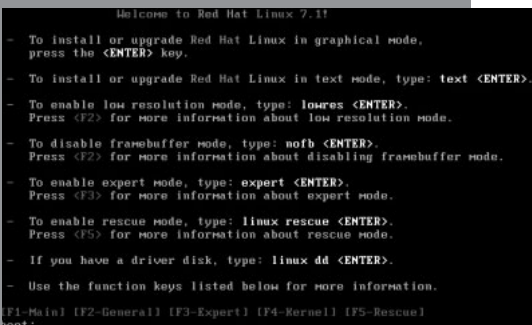 Welcome to Red Hat Linux 7.1!
- To install or upgrade Red Hat Linux in graphical mode,
press the <ENTER> key.
- To install or upgrade Red Hat Linux in text mode, type: text <ENTER>.
- To enable low resolution mode, type: lowres <ENTER>.
Press <F2> for more information about low resolution mode.
- To disable framebuffer mode, type: nofb <ENTER>.
Press <F2> for more information about disabling framebuffer mode.
- To enable expert mode, type: expert <ENTER>.
Press <F3> for more information about expert mode.
- To enable rescue mode, type: linux rescue <ENTER>.
Press <F5> for more information about rescue mode.
- If you have a driver disk, type: linux dd <ENTER>.
- Use the function keys listed below for more information.
[F1-Main] [F2-General] [F3-Expert] [F4-Kernel] [F5-Rescue]
boot: